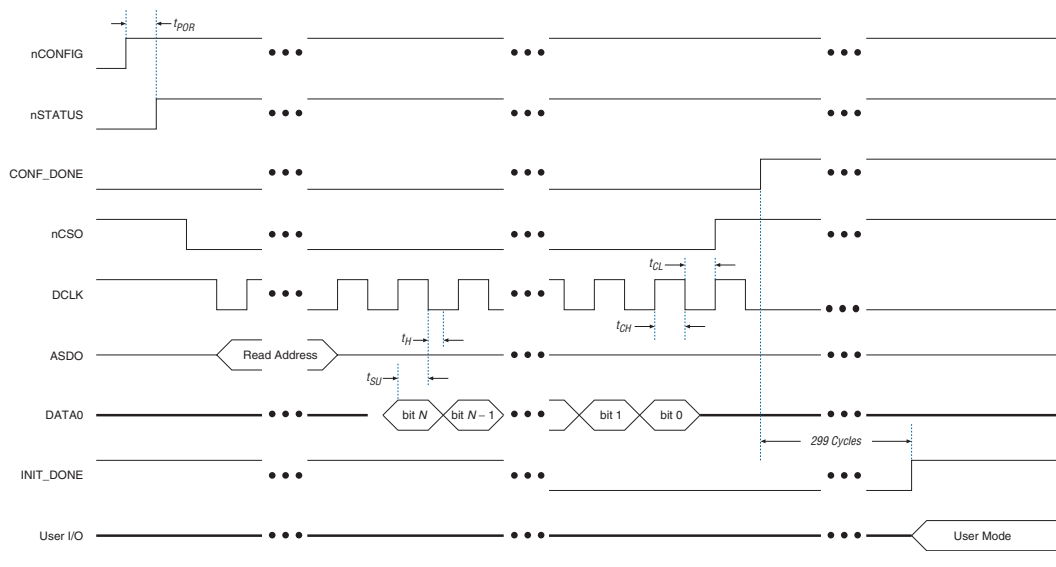 tPOR
nCONFIG
nSTATUS
CONF_DONE
nCSO
tCL
DCLK
tCH
tH
ASDO
Read Address
tSU
DATA0
bit N
bit N – 1
bit 1
bit 0
299 Cycles
INIT_DONE
User I/O
User Mode